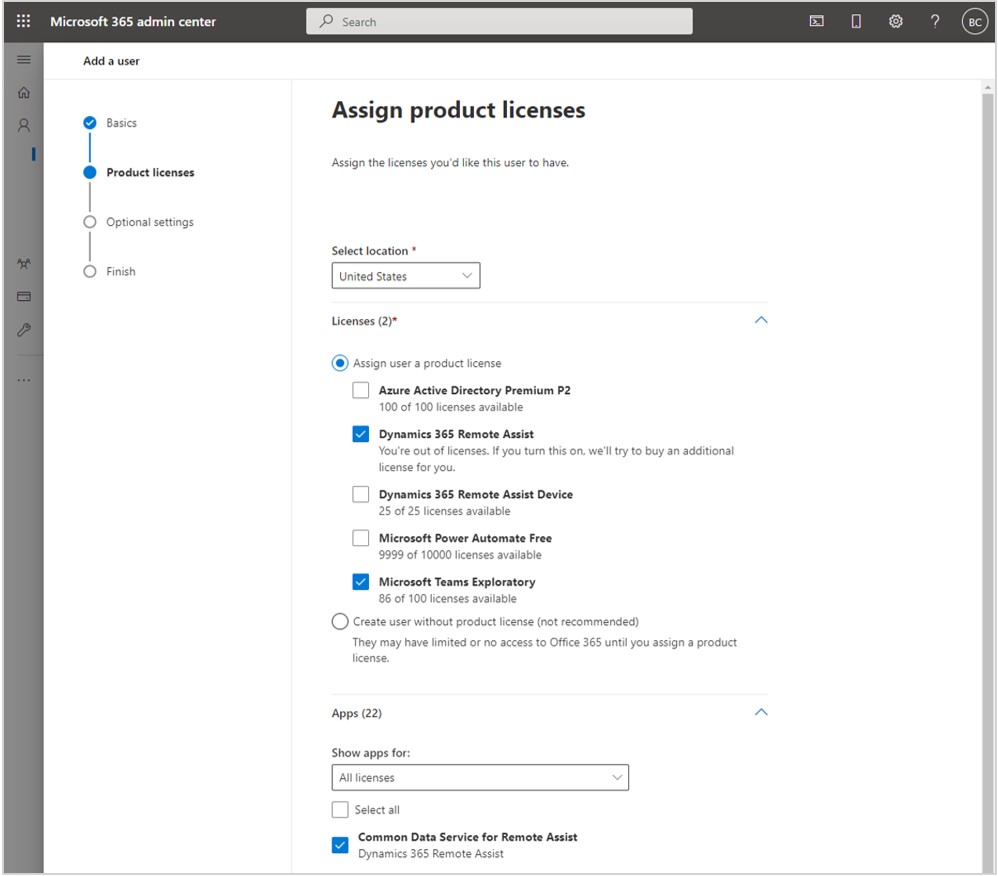 Microsoft 365 admin center
Search
?
BC
Add a user
Basics
Product licenses
Optional settings
Finish
Assign product licenses
Assign the licenses you'd like this user to have.
Select location *
United States
Licenses (2)*
Assign user a product license
Azure Active Directory Premium P2
100 of 100 licenses available
Dynamics 365 Remote Assist
You're out of licenses. If you turn this on, we'll try to buy an additional
license for you.
Dynamics 365 Remote Assist Device
25 of 25 licenses available
Microsoft Power Automate Free
9999 of 10000 licenses available
Microsoft Teams Exploratory
86 of 100 licenses available
Create user without product license (not recommended)
They may have limited or no access to Office 365 until you assign a product
license.
Apps (22)
Show apps for:
All licenses
Select all
Common Data Service for Remote Assist
Dynamics 365 Remote Assist